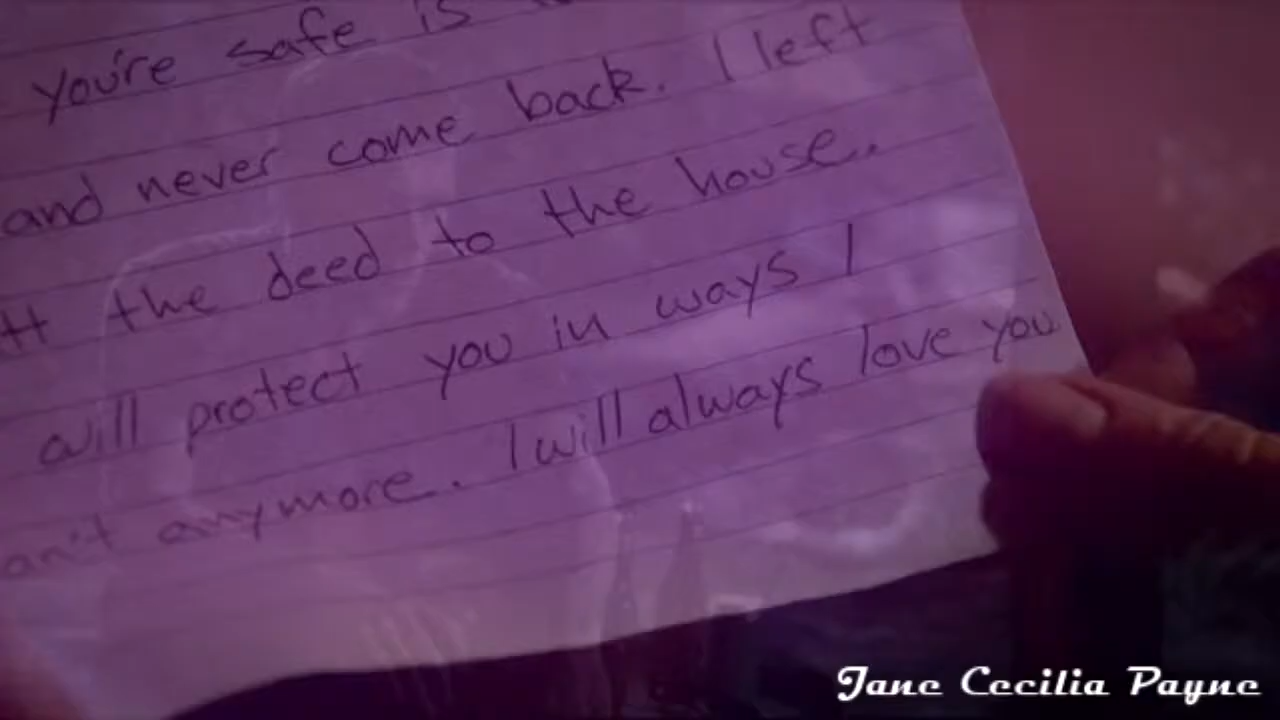 you're safe is
and never come back. I left
the deed to the house.
will protect you in ways I
an't anymore. I will always love you
Jane Cecilia Payne